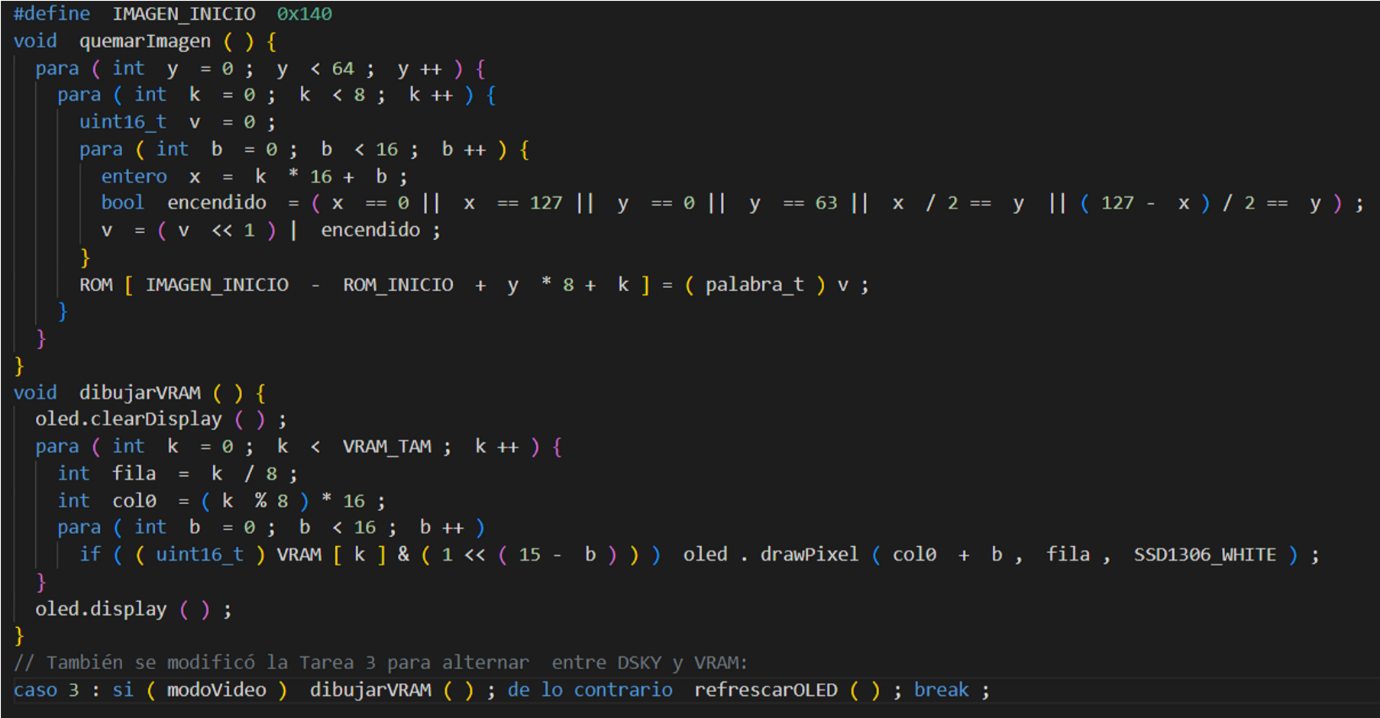 #define IMAGEN_INICIO 0x140
void quemarImagen ( ) {
para ( int y = 0 ; y < 64 ; y ++ ) {
para ( int k = 0 ; k < 8 ; k ++ ) {
uint16_t v = 0 ;
para ( int b = 0 ; b < 16 ; b ++ ) {
entero x = k * 16 + b ;
bool encendido = ( x == 0 || x == 127 || y == 0 || y == 63 || x / 2 == y || ( 127 - x ) / 2 == y ) ;
v = ( v << 1 ) | encendido ;
}
ROM [ IMAGEN_INICIO - ROM_INICIO + y * 8 + k ] = ( palabra_t ) v ;
}
}
}
void dibujarVRAM ( ) {
oled.clearDisplay ( ) ;
para ( int k = 0 ; k < VRAM_TAM ; k ++ ) {
int fila = k / 8 ;
int col0 = ( k % 8 ) * 16 ;
para ( int b = 0 ; b < 16 ; b ++ )
if ( ( uint16_t ) VRAM [ k ] & ( 1 << ( 15 - b ) ) ) oled . drawPixel ( col0 + b , fila , SSD1306_WHITE ) ;
}
oled.display ( ) ;
}
// También se modificó la Tarea 3 para alternar entre DSKY y VRAM:
caso 3 : si ( modoVideo ) dibujarVRAM ( ) ; de lo contrario refrescarOLED ( ) ; break ;